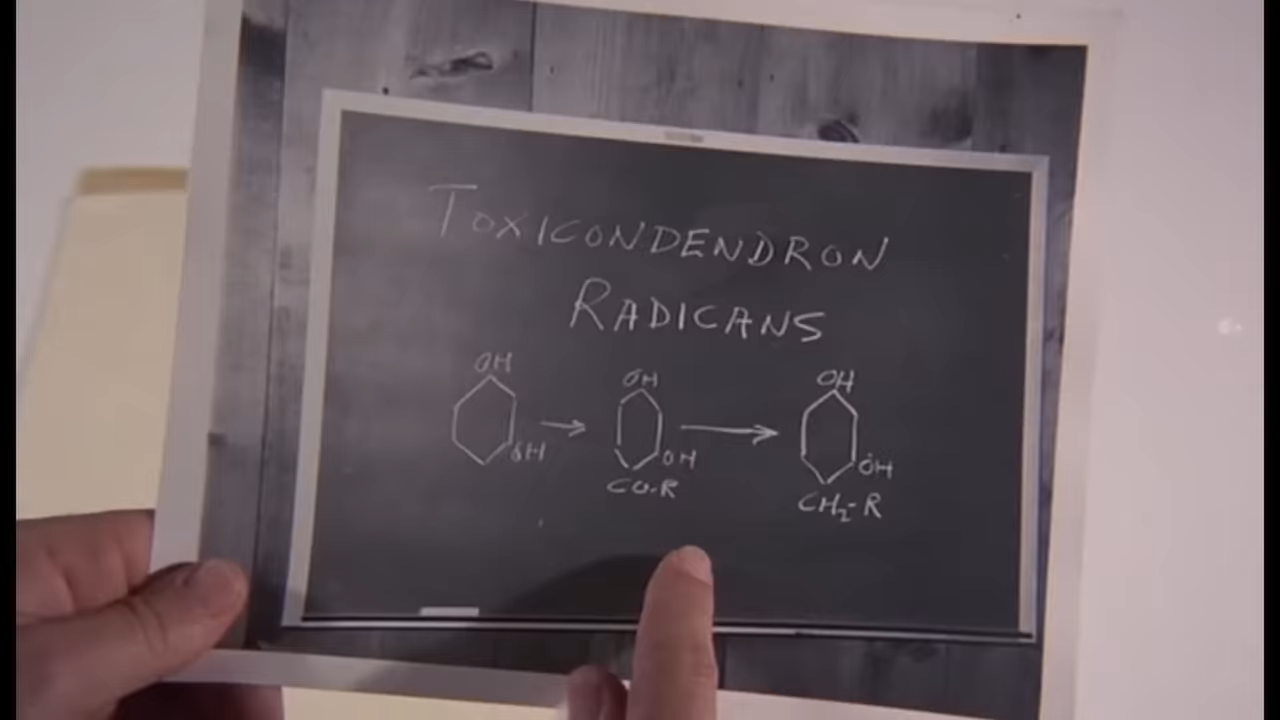 TOXICONDENDRON
RADICANS
OH OH OH
OH OH OH
CO-R CH₂-R